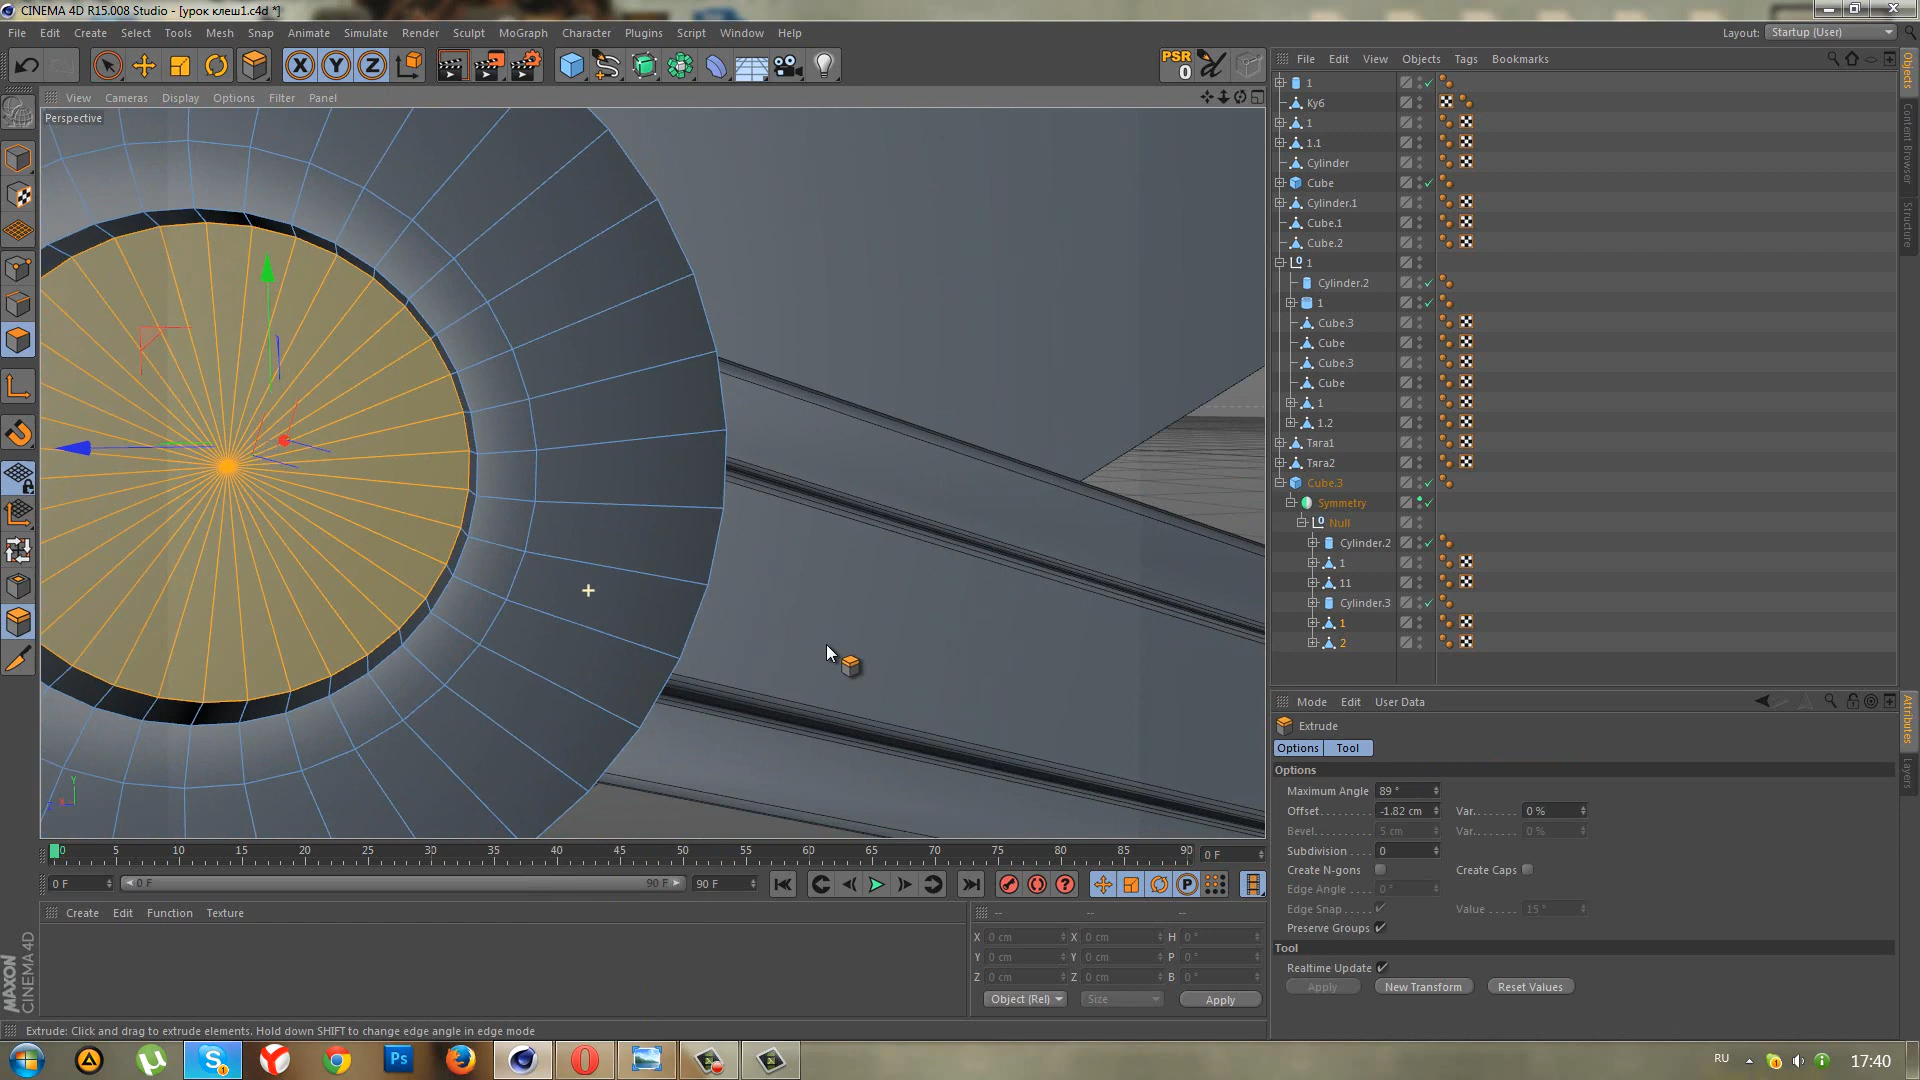 CINEMA 4D R15.008 Studio - [урок клеш1.c4d *]
File Edit Create Select Tools Mesh Snap Animate Simulate Render Sculpt MoGraph Character Plugins Script Window Help
Layout: Startup (User)
PSR
0
View Cameras Display Options Filter Panel
Perspective
File Edit View Objects Tags Bookmarks
1
Куб
1
1.1
Cylinder
Cube
Cylinder.1
Cube.1
Cube.2
1
Cylinder.2
1
Cube.3
Cube
Cube.3
Cube
1
1.2
Тяга1
Тяга2
Cube.3
Symmetry
Null
Cylinder.2
1
11
Cylinder.3
1
2
Objects
Content Browser
Structure
Mode Edit User Data
Extrude
Options Tool
Options
Maximum Angle 89 °
Offset -1.82 cm Var. 0 %
Bevel 5 cm Var. 0 %
Subdivision 0
Create N-gons Create Caps
Edge Angle 0 °
Edge Snap Value 15 °
Preserve Groups
Tool
Realtime Update
Apply New Transform Reset Values
Attributes
Layers
0 5 10 15 20 25 30 35 40 45 50 55 60 65 70 75 80 85 90 0 F
0 F 0 F 90 F 90 F
Create Edit Function Texture
-- -- --
X 0 cm X 0 cm H 0 °
Y 0 cm Y 0 cm P 0 °
Z 0 cm Z 0 cm B 0 °
Object (Rel) Size Apply
MAXON
CINEMA 4D
Extrude: Click and drag to extrude elements. Hold down SHIFT to change edge angle in edge mode
RU 17:40